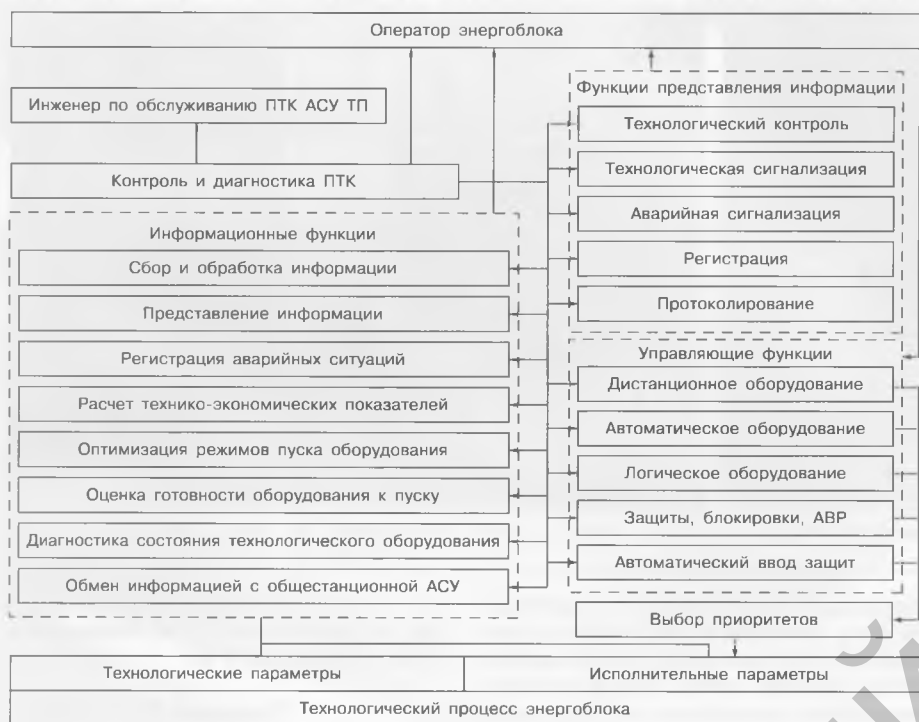 Оператор энергоблока
Инженер по обслуживанию ПТК АСУ ТП
Контроль и диагностика ПТК
Информационные функции
Сбор и обработка информации
Представление информации
Регистрация аварийных ситуаций
Расчет технико-экономических показателей
Оптимизация режимов пуска оборудования
Оценка готовности оборудования к пуску
Диагностика состояния технологического оборудования
Обмен информацией с общестанционной АСУ
Функции представления информации
Технологический контроль
Технологическая сигнализация
Аварийная сигнализация
Регистрация
Протоколирование
Управляющие функции
Дистанционное оборудование
Автоматическое оборудование
Логическое оборудование
Защиты, блокировки, АВР
Автоматический ввод защит
Выбор приоритетов
Технологические параметры
Исполнительные параметры
Технологический процесс энергоблока